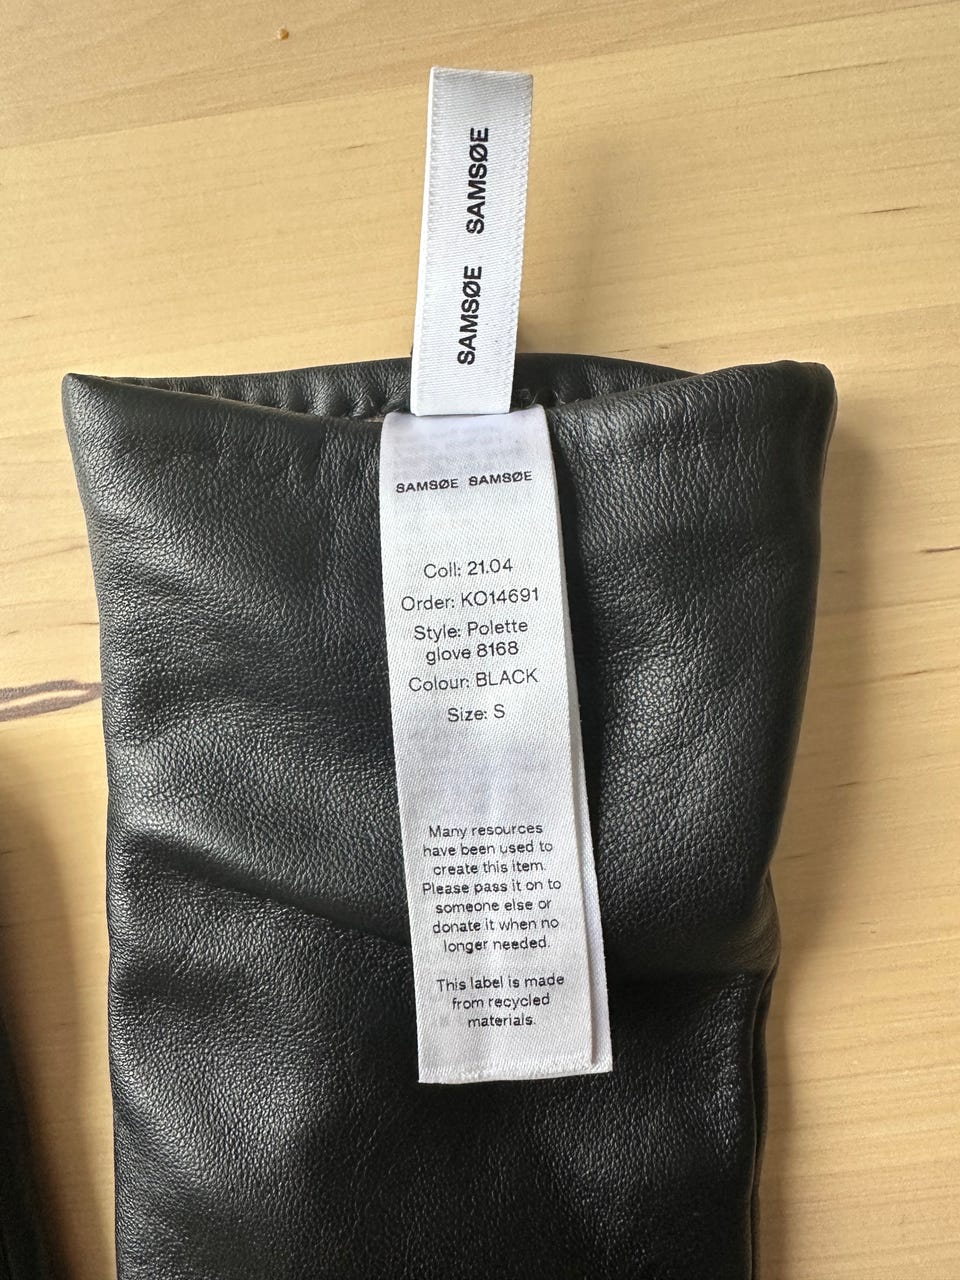 SAMSØE SAMSØE
SAMSØE SAMSØE
Coll: 21.04
Order: KO14691
Style: Polette
glove 8168
Colour: BLACK
Size: S
Many resources
have been used to
create this item.
Please pass it on to
someone else or
donate it when no
longer needed.
This label is made
from recycled
materials.